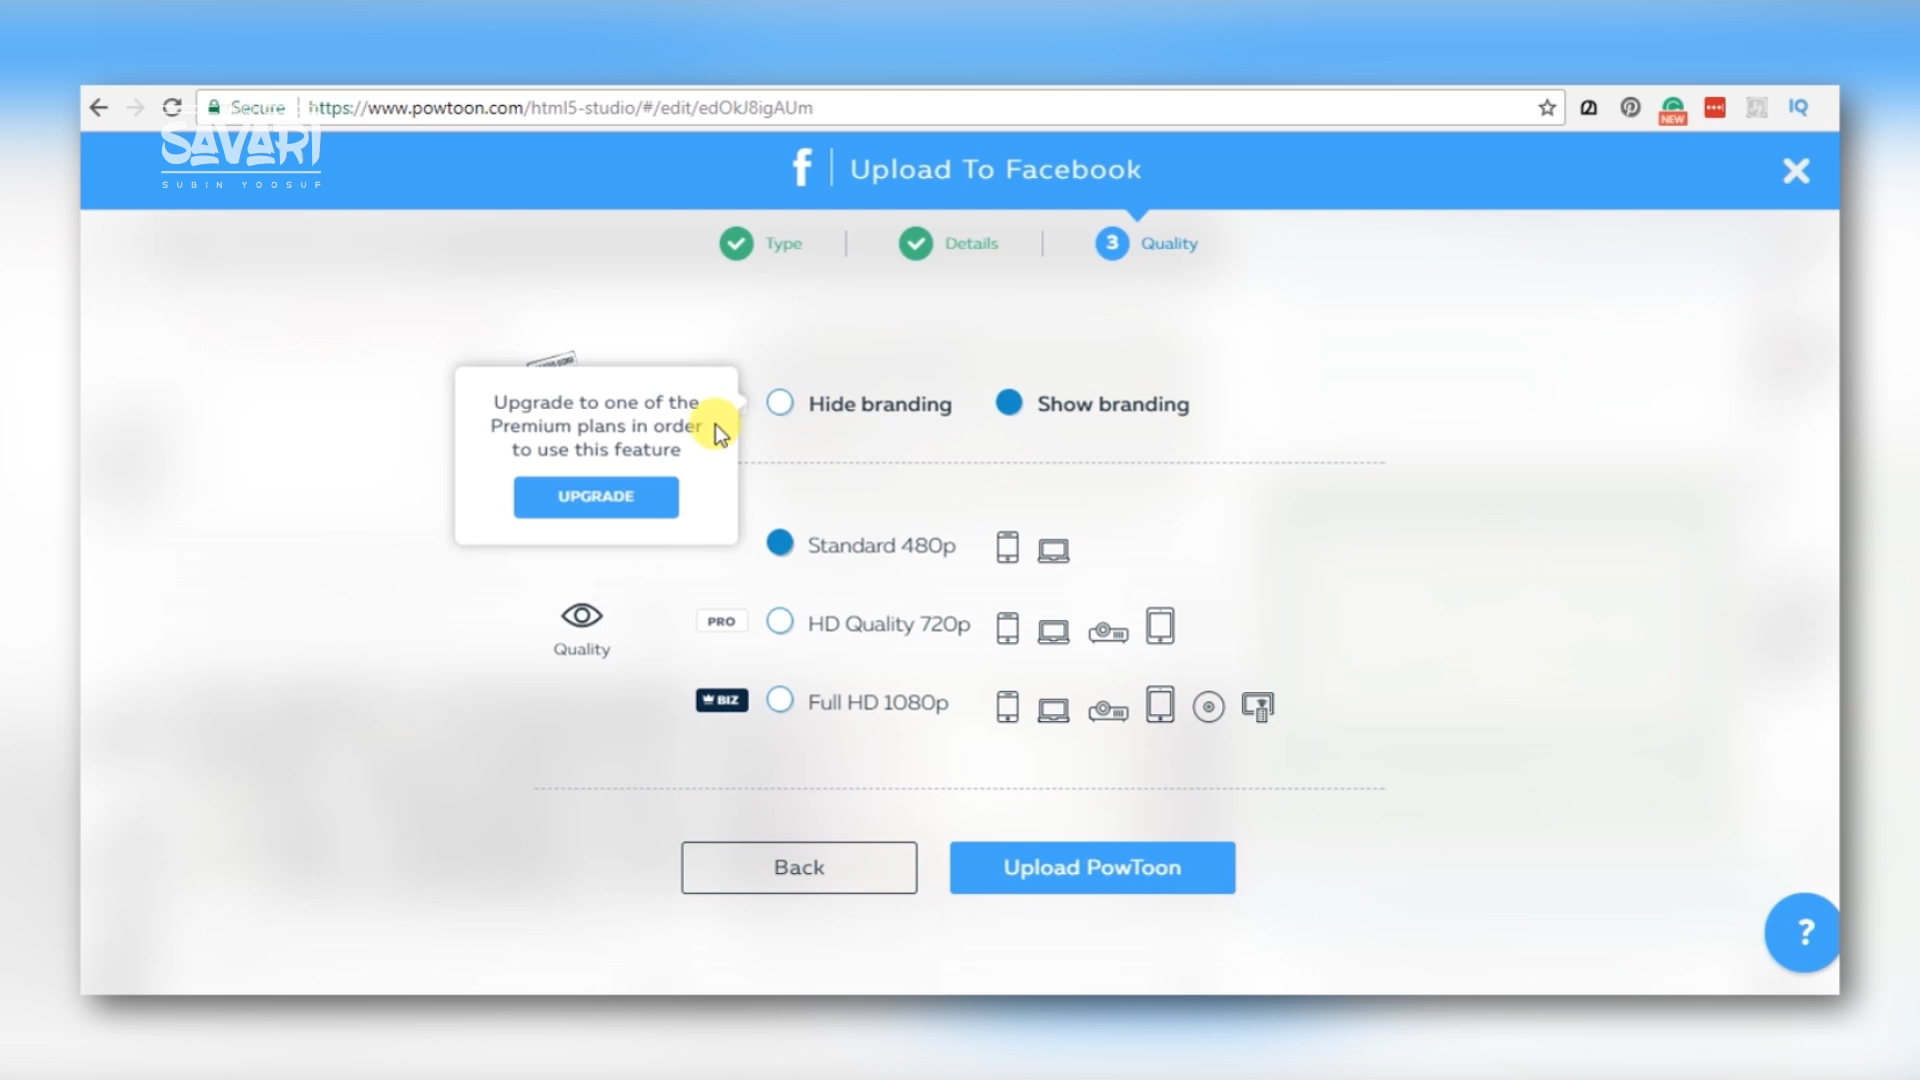 Secure
https://www.powtoon.com/html5-studio/#/edit/edOkJ8igAUm
NEW
IQ
SAVARI
SUBIN YOOSUF
f
Upload To Facebook
Type
Details
3
Quality
Upgrade to one of the
Premium plans in order
to use this feature
UPGRADE
Hide branding
Show branding
Standard 480p
Quality
PRO
HD Quality 720p
BIZ
Full HD 1080p
Back
Upload PowToon
?